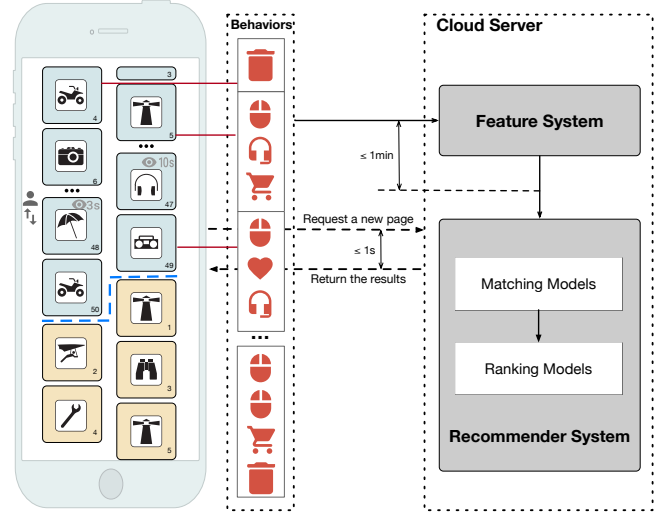 Behaviors
Cloud Server
3
4
5
6
•••
•••
10s
47
3s
48
49
50
1
2
3
4
5
•••
≤ 1min
Request a new page
≤ 1s
Return the results
Feature System
Matching Models
Ranking Models
Recommender System